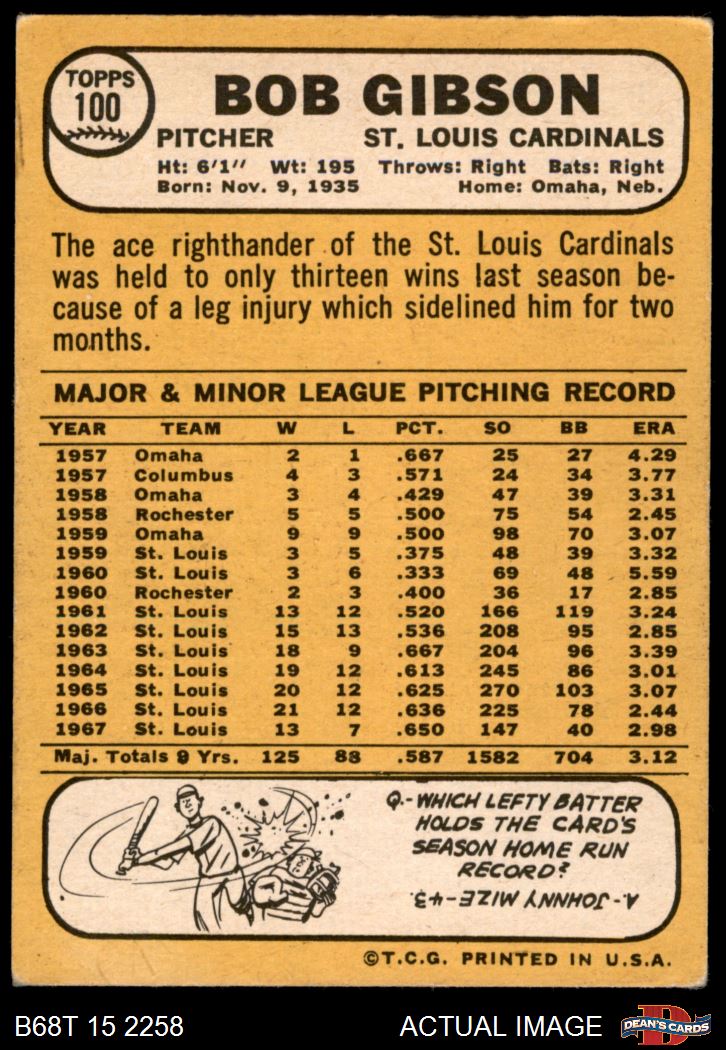 TOPPS
100
BOB GIBSON
PITCHER ST. LOUIS CARDINALS
Ht: 6'1" Wt: 195 Throws: Right Bats: Right
Born: Nov. 9, 1935 Home: Omaha, Neb.
The ace righthander of the St. Louis Cardinals
was held to only thirteen wins last season be-
cause of a leg injury which sidelined him for two
months.
MAJOR & MINOR LEAGUE PITCHING RECORD
YEAR TEAM W L PCT. SO BB ERA
1957 Omaha 2 1 .667 25 27 4.29
1957 Columbus 4 3 .571 24 34 3.77
1958 Omaha 3 4 .429 47 39 3.31
1958 Rochester 5 5 .500 75 54 2.45
1959 Omaha 9 9 .500 98 70 3.07
1959 St. Louis 3 5 .375 48 39 3.32
1960 St. Louis 3 6 .333 69 48 5.59
1960 Rochester 2 3 .400 36 17 2.85
1961 St. Louis 13 12 .520 166 119 3.24
1962 St. Louis 15 13 .536 208 95 2.85
1963 St. Louis 18 9 .667 204 96 3.39
1964 St. Louis 19 12 .613 245 86 3.01
1965 St. Louis 20 12 .625 270 103 3.07
1966 St. Louis 21 12 .636 225 78 2.44
1967 St. Louis 13 7 .650 147 40 2.98
Maj. Totals 9 Yrs. 125 88 .587 1582 704 3.12
Q.-WHICH LEFTY BATTER
HOLDS THE CARD'S
SEASON HOME RUN
RECORD?
A. JOHNNY MIZE-43.
©T.C.G. PRINTED IN U.S.A.
B68T 15 2258 ACTUAL IMAGE
DEAN'S CARDS